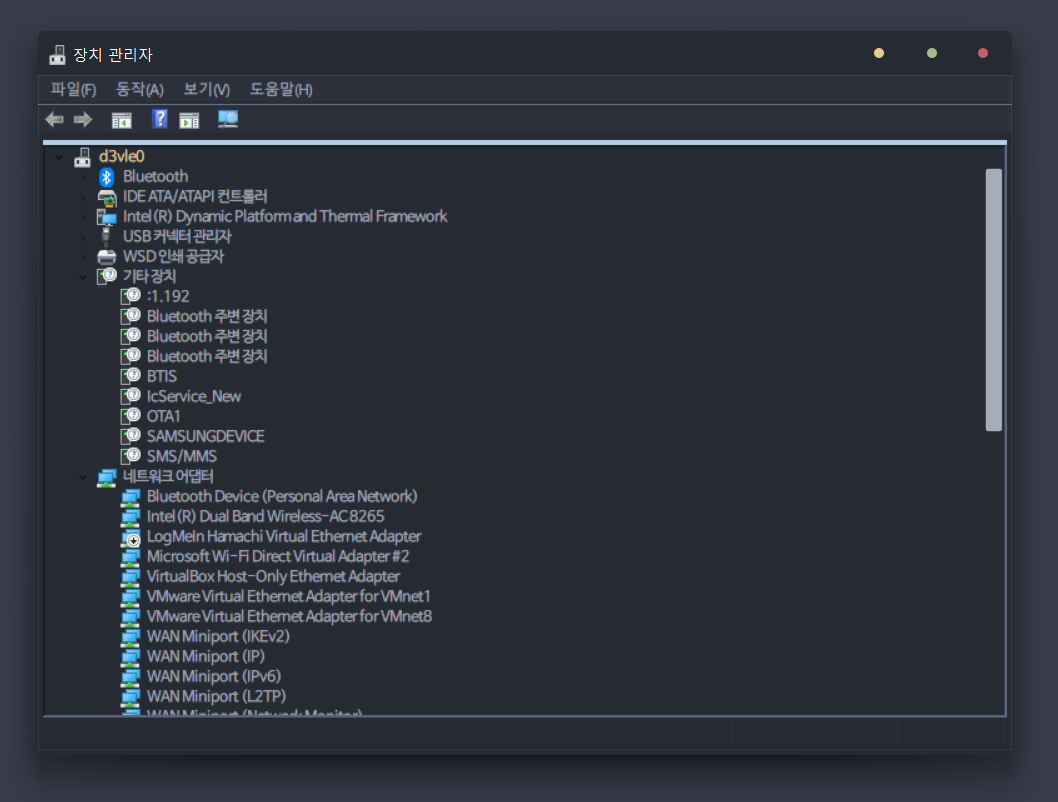 장치 관리자
파일(F) 동작(A) 보기(V) 도움말(H)
d3vle0
Bluetooth
IDE ATA/ATAPI 컨트롤러
Intel(R) Dynamic Platform and Thermal Framework
USB 커넥터 관리자
WSD 인쇄 공급자
기타 장치
:1.192
Bluetooth 주변 장치
Bluetooth 주변 장치
Bluetooth 주변 장치
BTIS
IcService_New
OTA1
SAMSUNGDEVICE
SMS/MMS
네트워크 어댑터
Bluetooth Device (Personal Area Network)
Intel(R) Dual Band Wireless-AC 8265
LogMeIn Hamachi Virtual Ethernet Adapter
Microsoft Wi-Fi Direct Virtual Adapter #2
VirtualBox Host-Only Ethernet Adapter
VMware Virtual Ethernet Adapter for VMnet1
VMware Virtual Ethernet Adapter for VMnet8
WAN Miniport (IKEv2)
WAN Miniport (IP)
WAN Miniport (IPv6)
WAN Miniport (L2TP)
WAN Miniport (Network Monitor)